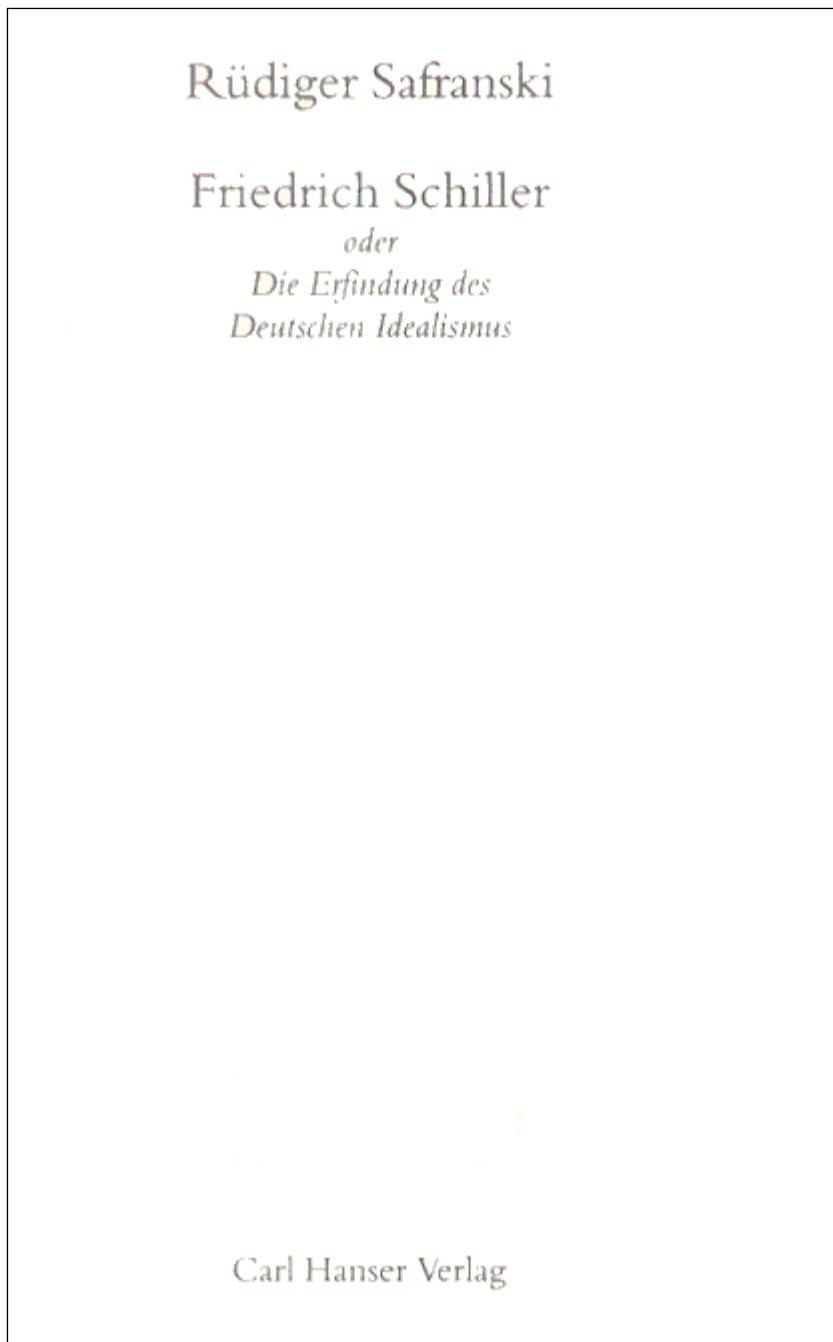 Rüdiger Safranski
Friedrich Schiller
oder
Die Erfindung des
Deutschen Idealismus
Carl Hanser Verlag